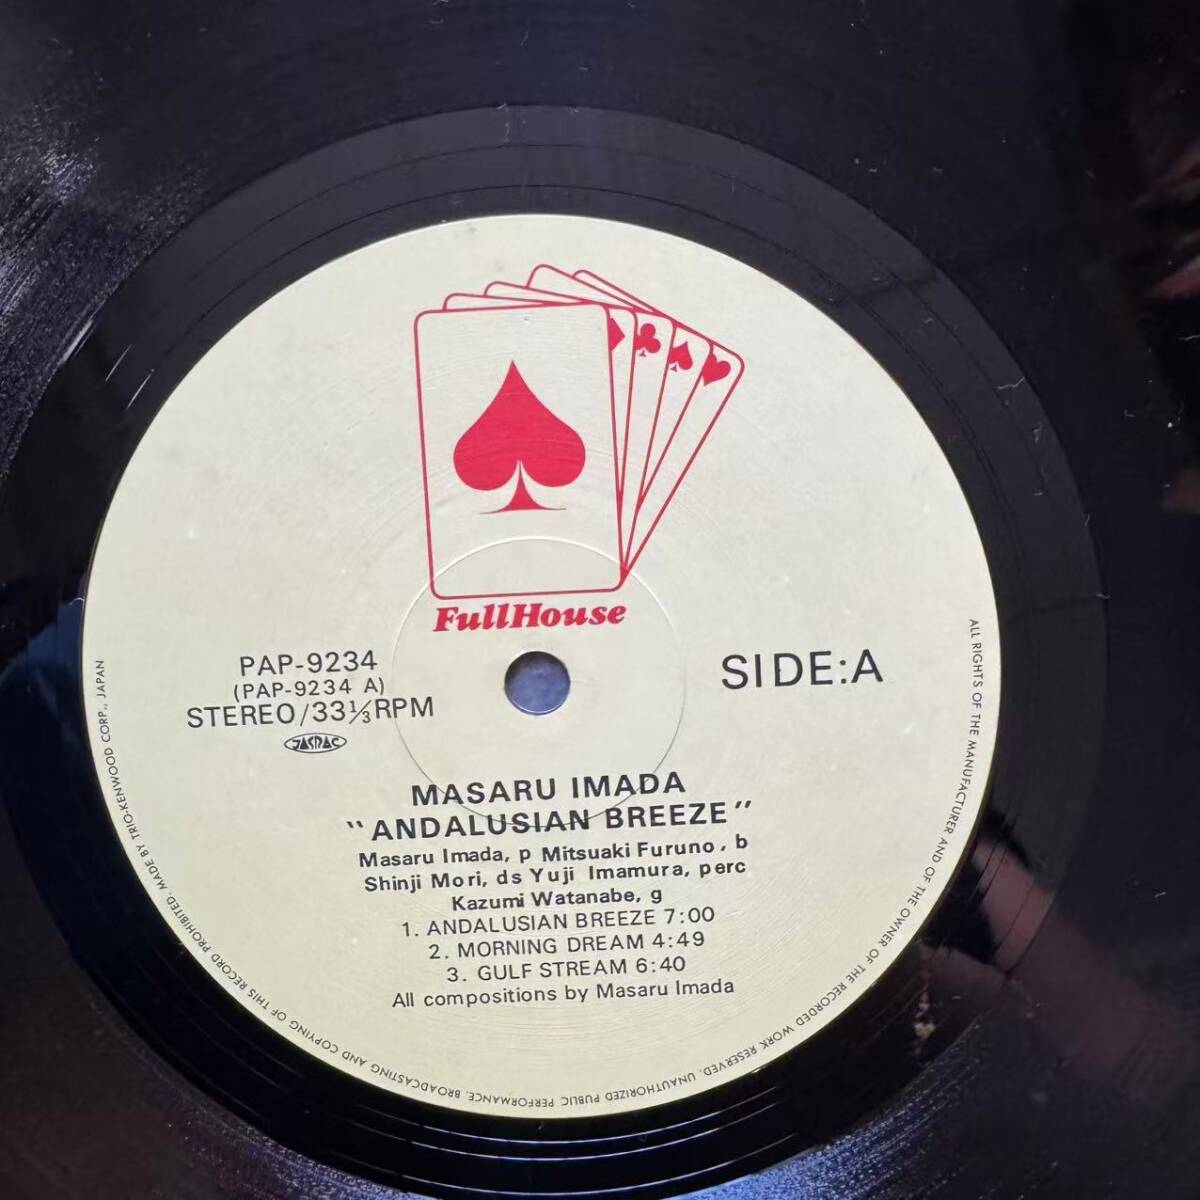 FullHouse
PAP-9234
(PAP-9234 A)
STEREO/33⅓RPM
JASRAC
SIDE:A
MASARU IMADA
"ANDALUSIAN BREEZE"
Masaru Imada, p Mitsuaki Furuno, b
Shinji Mori, ds Yuji Imamura, perc
Kazumi Watanabe, g
1. ANDALUSIAN BREEZE 7:00
2. MORNING DREAM 4:49
3. GULF STREAM 6:40
All compositions by Masaru Imada
ALL RIGHTS OF THE MANUFACTURER AND OF THE OWNER OF THE RECORDED WORK RESERVED. UNAUTHORIZED PUBLIC PERFORMANCE, BROADCASTING AND COPYING OF THIS RECORD PROHIBITED. MADE BY TRIO-KENWOOD CORP., JAPAN